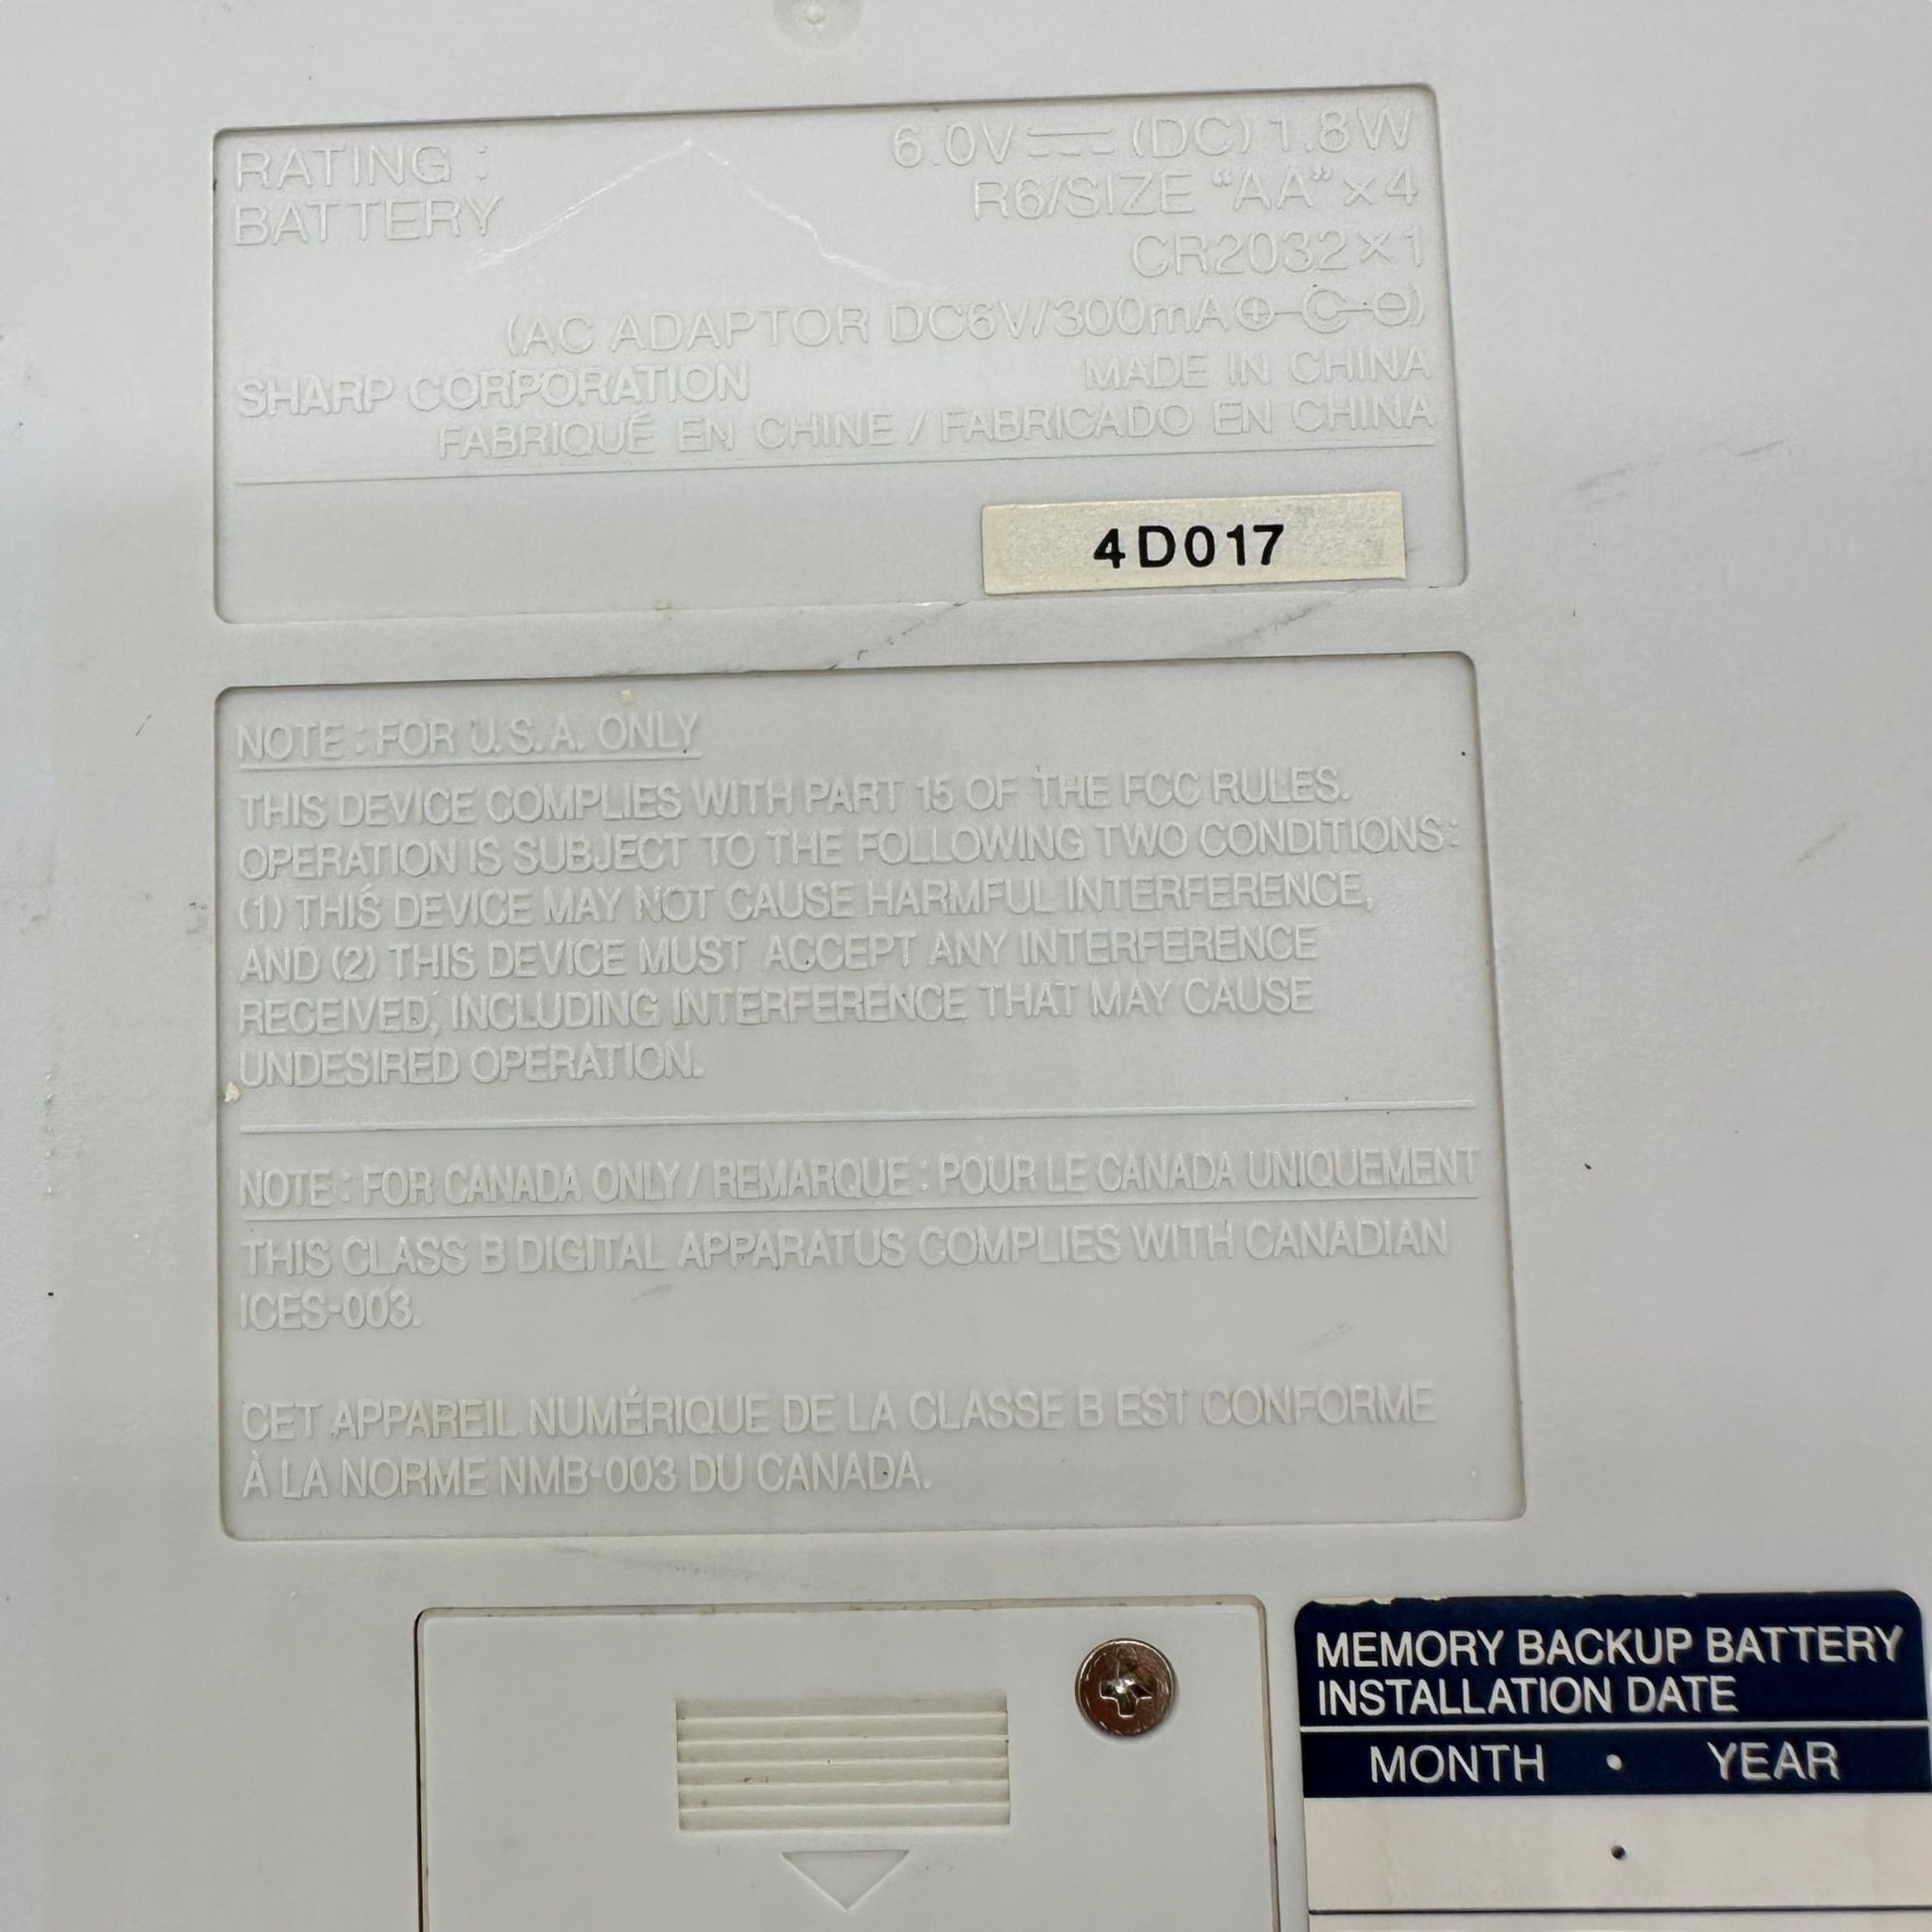 RATING : 6.0V⎓(DC) 1.8W
BATTERY R6/SIZE “AA”×4
CR2032×1
(AC ADAPTOR DC6V/300mA⊕-C-⊖)
SHARP CORPORATION MADE IN CHINA
FABRIQUÉ EN CHINE / FABRICADO EN CHINA
4D017
NOTE : FOR U.S.A. ONLY
THIS DEVICE COMPLIES WITH PART 15 OF THE FCC RULES.
OPERATION IS SUBJECT TO THE FOLLOWING TWO CONDITIONS:
(1) THIS DEVICE MAY NOT CAUSE HARMFUL INTERFERENCE,
AND (2) THIS DEVICE MUST ACCEPT ANY INTERFERENCE
RECEIVED, INCLUDING INTERFERENCE THAT MAY CAUSE
UNDESIRED OPERATION.
NOTE : FOR CANADA ONLY / REMARQUE : POUR LE CANADA UNIQUEMENT
THIS CLASS B DIGITAL APPARATUS COMPLIES WITH CANADIAN
ICES-003.
CET APPAREIL NUMÉRIQUE DE LA CLASSE B EST CONFORME
À LA NORME NMB-003 DU CANADA.
MEMORY BACKUP BATTERY
INSTALLATION DATE
MONTH • YEAR
•